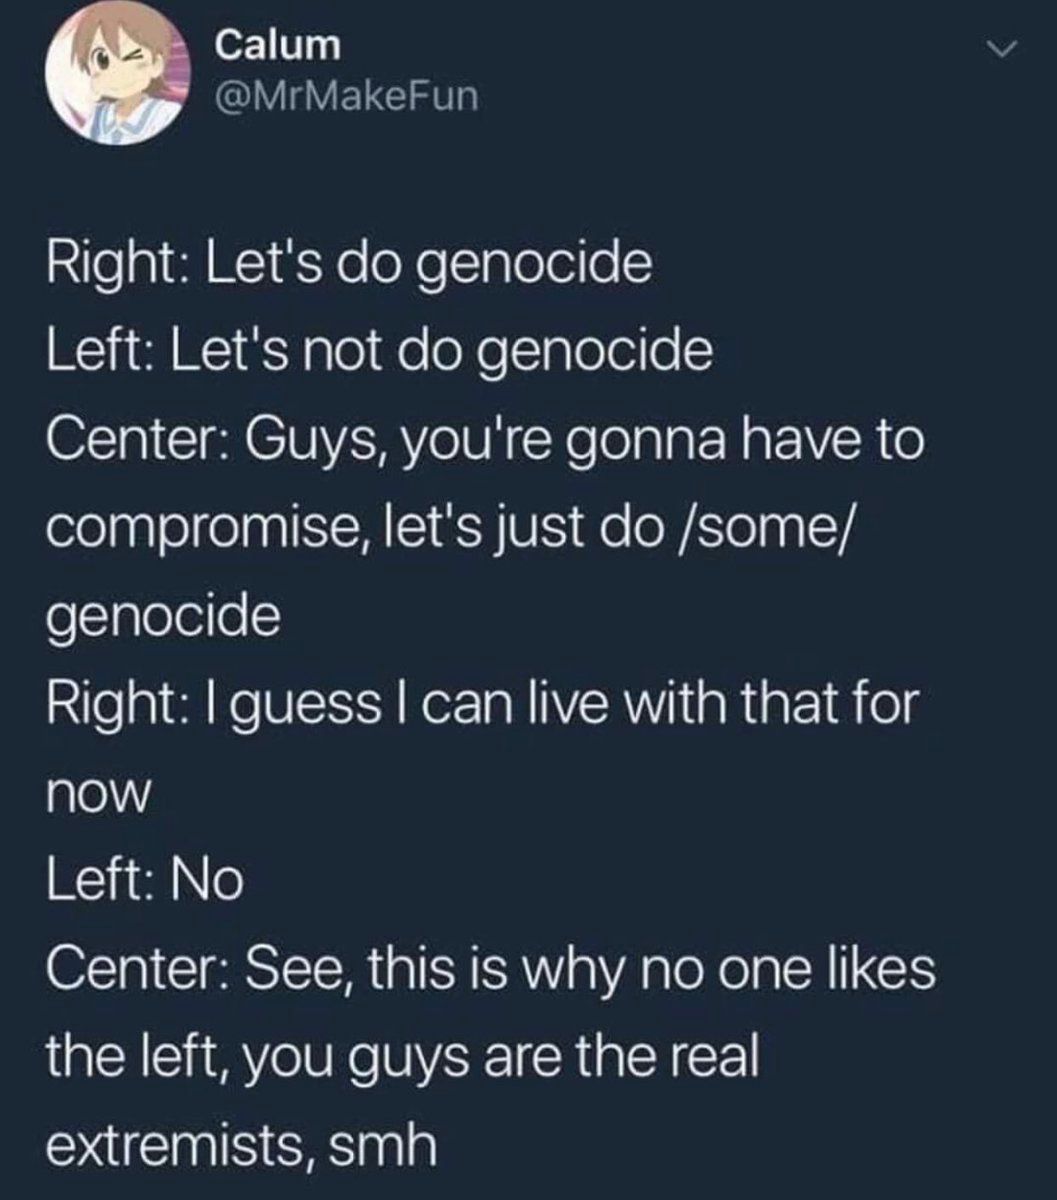 Calum
@MrMakeFun
Right: Let's do genocide
Left: Let's not do genocide
Center: Guys, you're gonna have to
compromise, let's just do /some/
genocide
Right: I guess I can live with that for
now
Left: No
Center: See, this is why no one likes
the left, you guys are the real
extremists, smh